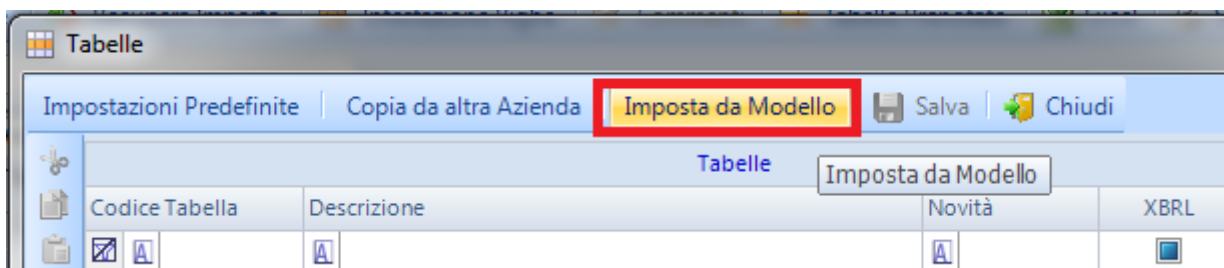 Tabelle
Impostazioni Predefinite Copia da altra Azienda Imposta da Modello Salva Chiudi
Tabelle
Imposta da Modello
Codice Tabella Descrizione Novità XBRL
A A A